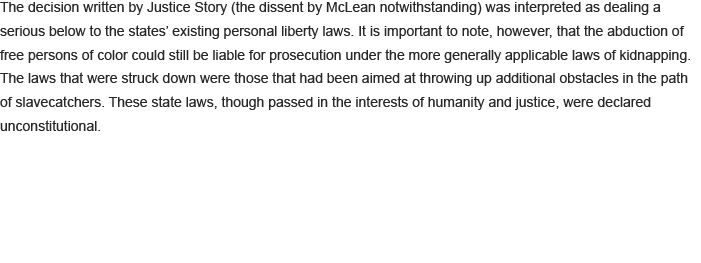 The decision written by Justice Story (the dissent by McLean notwithstanding) was interpreted as dealing a
serious below to the states’ existing personal liberty laws. It is important to note, however, that the abduction of
free persons of color could still be liable for prosecution under the more generally applicable laws of kidnapping.
The laws that were struck down were those that had been aimed at throwing up additional obstacles in the path
of slavecatchers. These state laws, though passed in the interests of humanity and justice, were declared
unconstitutional.